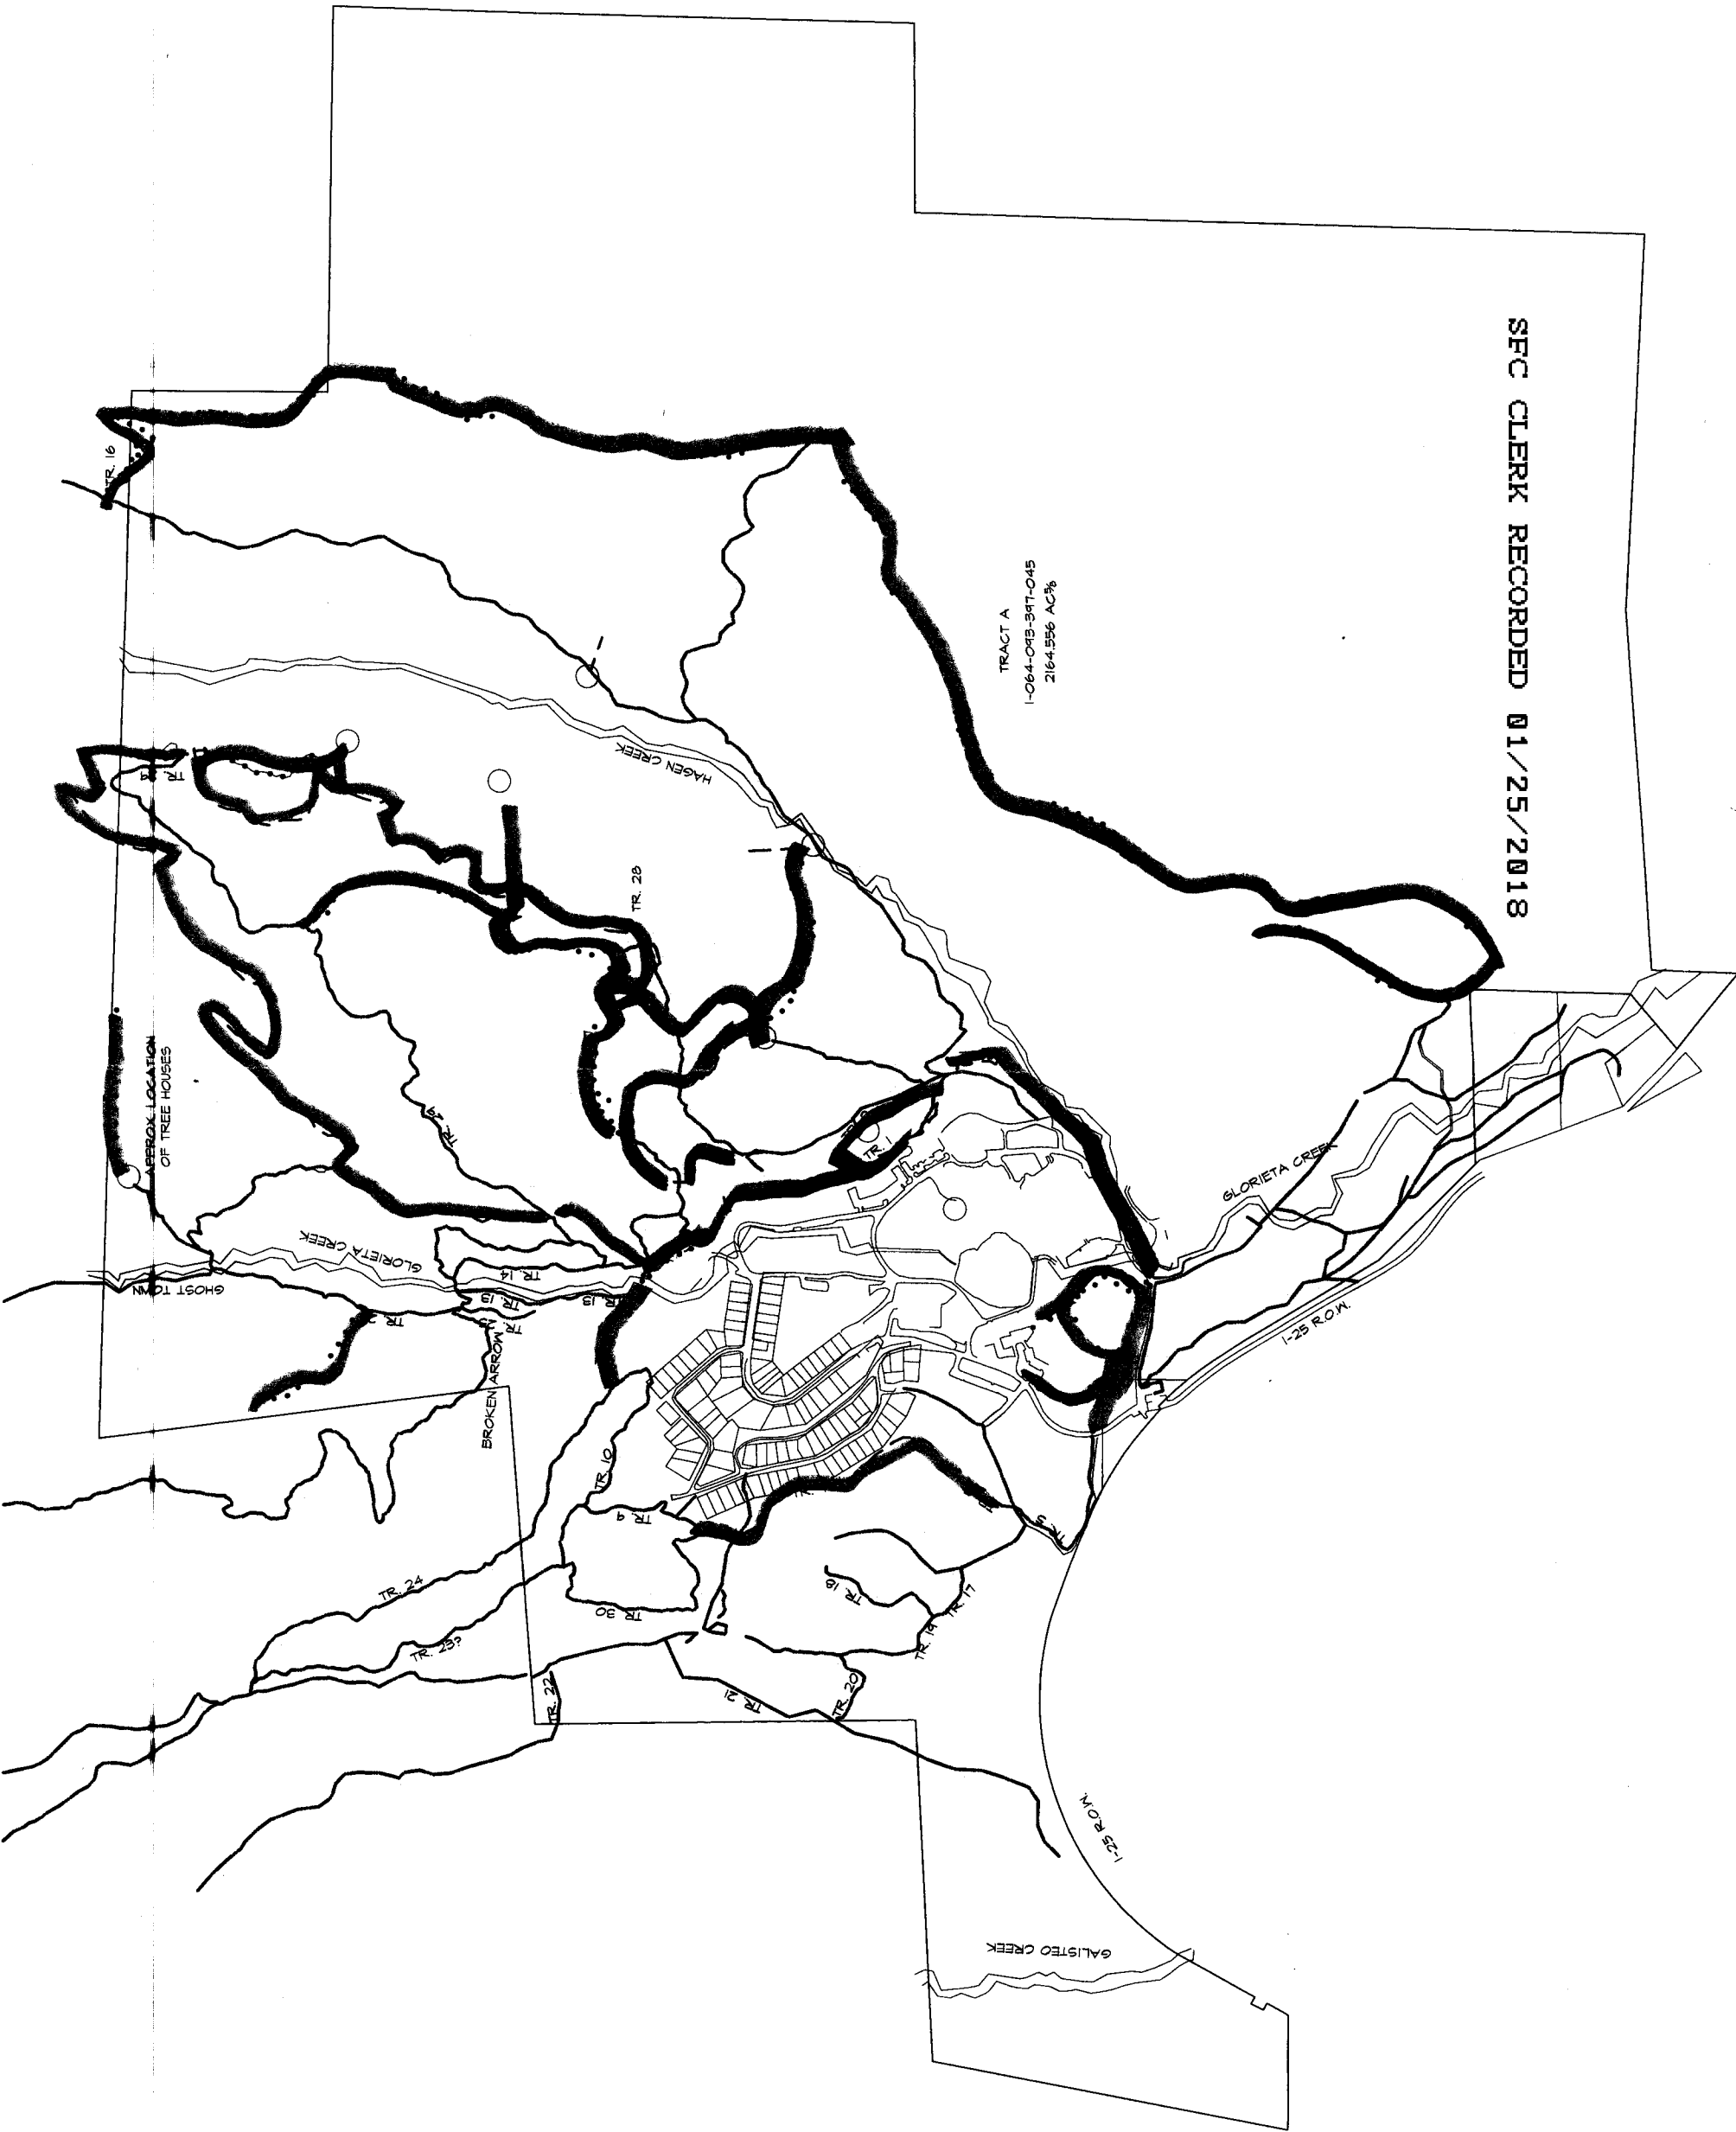 SFC CLERK RECORDED 01/25/2018
TR. 16
TRACT A
1-064-093-397-045
2164.556 AC%
HAGEN CREEK
TR. 28
APPROX LOCATION
OF TREE HOUSES
GLORIETA CREEK
GLORIETA CREEK
GHOST TOWN
TR. 14
TR. 13
TR. 13
BROKEN ARROW
I-25 R.O.W.
TR. 10
TR. 9
TR. 5
TR. 24
TR. 30
TR. 18
TR. 17
TR. 19
TR. 23?
TR. 22
TR. 21
TR. 20
I-25 R.O.W.
GALISTEO CREEK